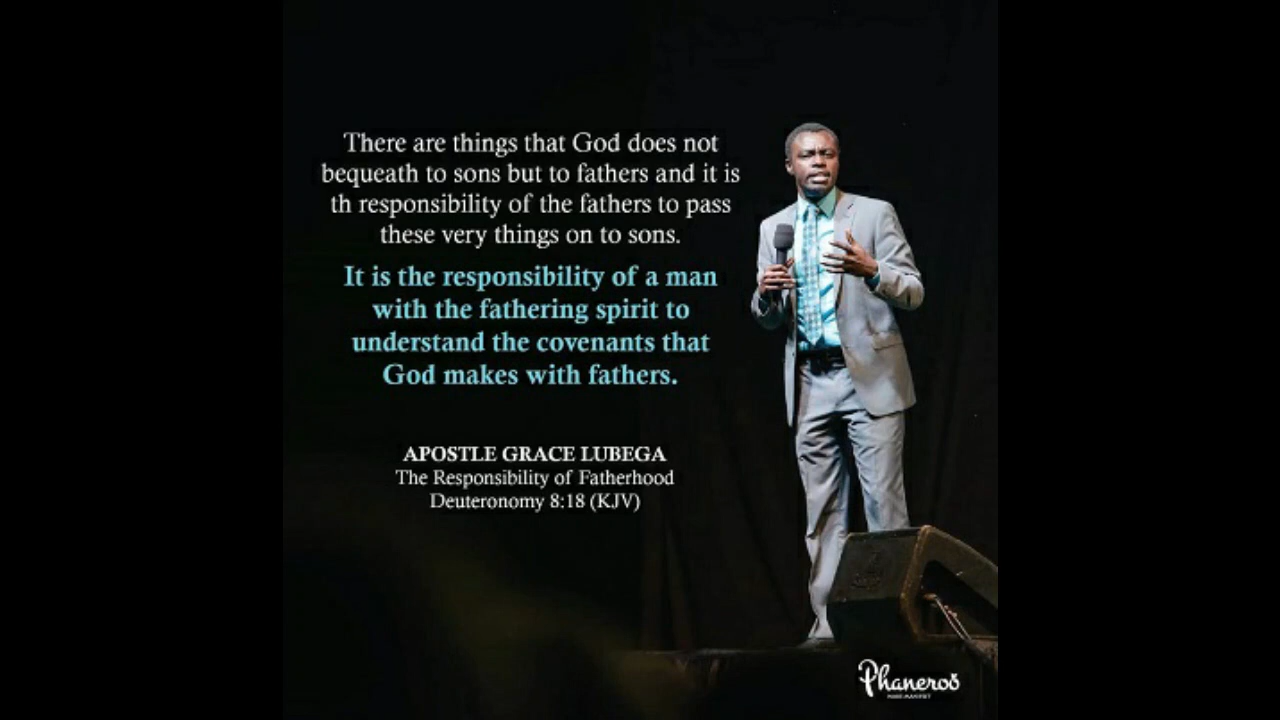 There are things that God does not
bequeath to sons but to fathers and it is
th responsibility of the fathers to pass
these very things on to sons.
It is the responsibility of a man
with the fathering spirit to
understand the covenants that
God makes with fathers.
APOSTLE GRACE LUBEGA
The Responsibility of Fatherhood
Deuteronomy 8:18 (KJV)
Phaneroo
MAKE MANIFEST